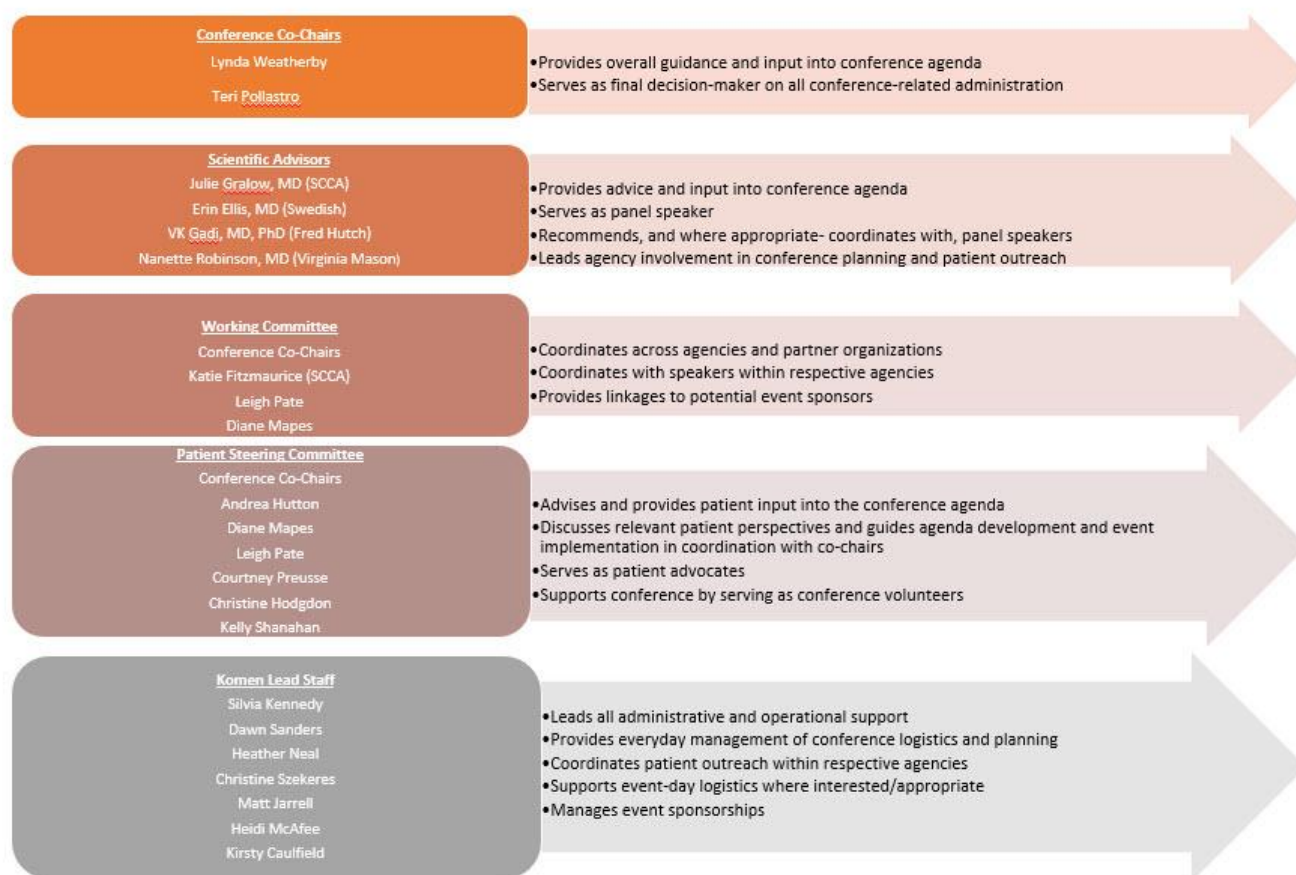 Conference Co-Chairs
Lynda Weatherby
Teri Pollastro
•Provides overall guidance and input into conference agenda
•Serves as final decision-maker on all conference-related administration
Scientific Advisors
Julie Gralow, MD (SCCA)
Erin Ellis, MD (Swedish)
VK Gadi, MD, PhD (Fred Hutch)
Nanette Robinson, MD (Virginia Mason)
•Provides advice and input into conference agenda
•Serves as panel speaker
•Recommends, and where appropriate- coordinates with, panel speakers
•Leads agency involvement in conference planning and patient outreach
Working Committee
Conference Co-Chairs
Katie Fitzmaurice (SCCA)
Leigh Pate
Diane Mapes
•Coordinates across agencies and partner organizations
•Coordinates with speakers within respective agencies
•Provides linkages to potential event sponsors
Patient Steering Committee
Conference Co-Chairs
Andrea Hutton
Diane Mapes
Leigh Pate
Courtney Preusse
Christine Hodgdon
Kelly Shanahan
•Advises and provides patient input into the conference agenda
•Discusses relevant patient perspectives and guides agenda development and event
implementation in coordination with co-chairs
•Serves as patient advocates
•Supports conference by serving as conference volunteers
Komen Lead Staff
Silvia Kennedy
Dawn Sanders
Heather Neal
Christine Szekeres
Matt Jarrell
Heidi McAfee
Kirsty Caulfield
•Leads all administrative and operational support
•Provides everyday management of conference logistics and planning
•Coordinates patient outreach within respective agencies
•Supports event-day logistics where interested/appropriate
•Manages event sponsorships